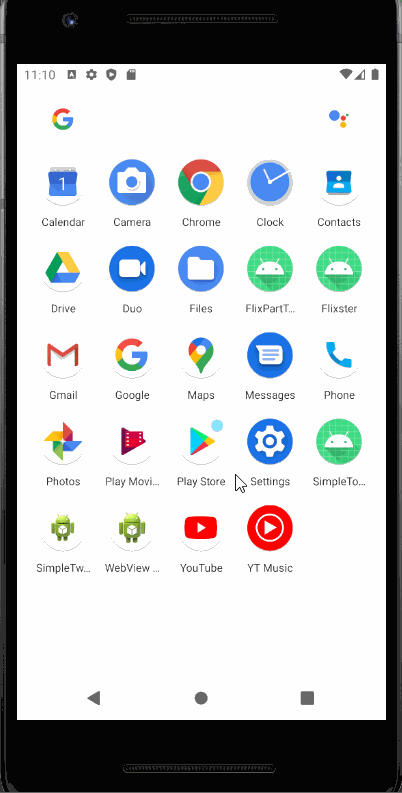 11:10
Calendar Camera Chrome Clock Contacts
Drive Duo Files FlixPartT... Flixster
Gmail Google Maps Messages Phone
Photos Play Movi... Play Store Settings SimpleTo...
SimpleTw... WebView ... YouTube YT Music